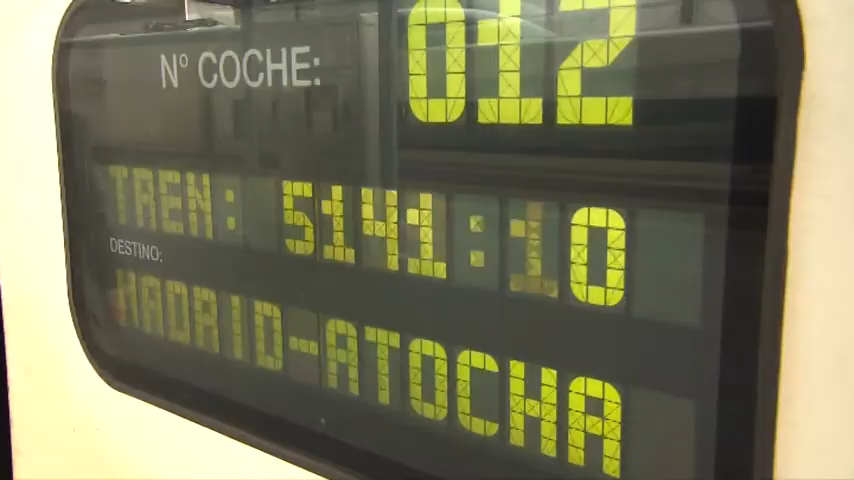 Nº COCHE: 012
TREN: 5141:10
DESTINO:
MADRID-ATOCHA